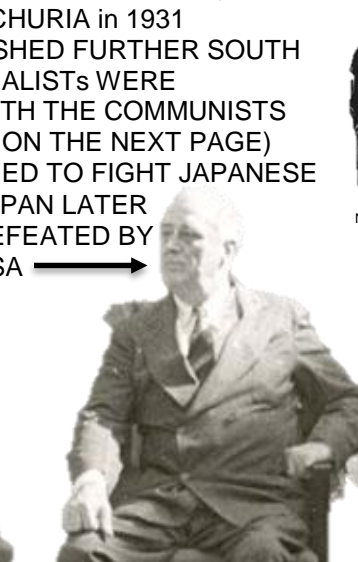 CHURIA in 1931
SHED FURTHER SOUTH
ALISTs WERE
TH THE COMMUNISTS
ON THE NEXT PAGE)
ED TO FIGHT JAPANESE
PAN LATER
EFEATED BY
SA